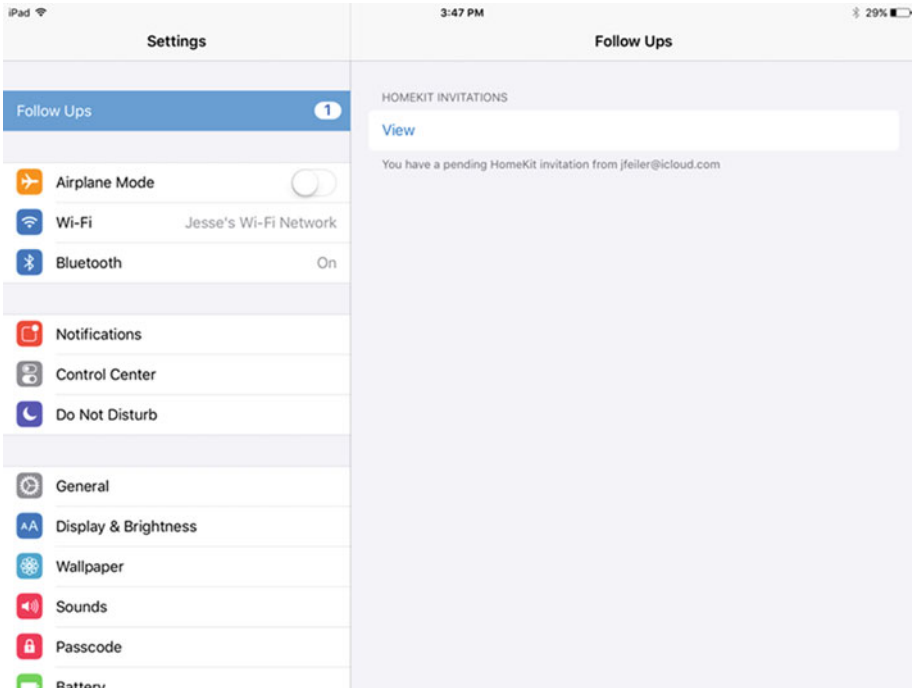 iPad
3:47 PM
29%
Settings
Follow Ups
Follow Ups
1
HOMEKIT INVITATIONS
View
You have a pending HomeKit invitation from jfeiler@icloud.com
Airplane Mode
Wi-Fi Jesse's Wi-Fi Network
Bluetooth On
Notifications
Control Center
Do Not Disturb
General
AA Display & Brightness
Wallpaper
Sounds
Passcode
Battery